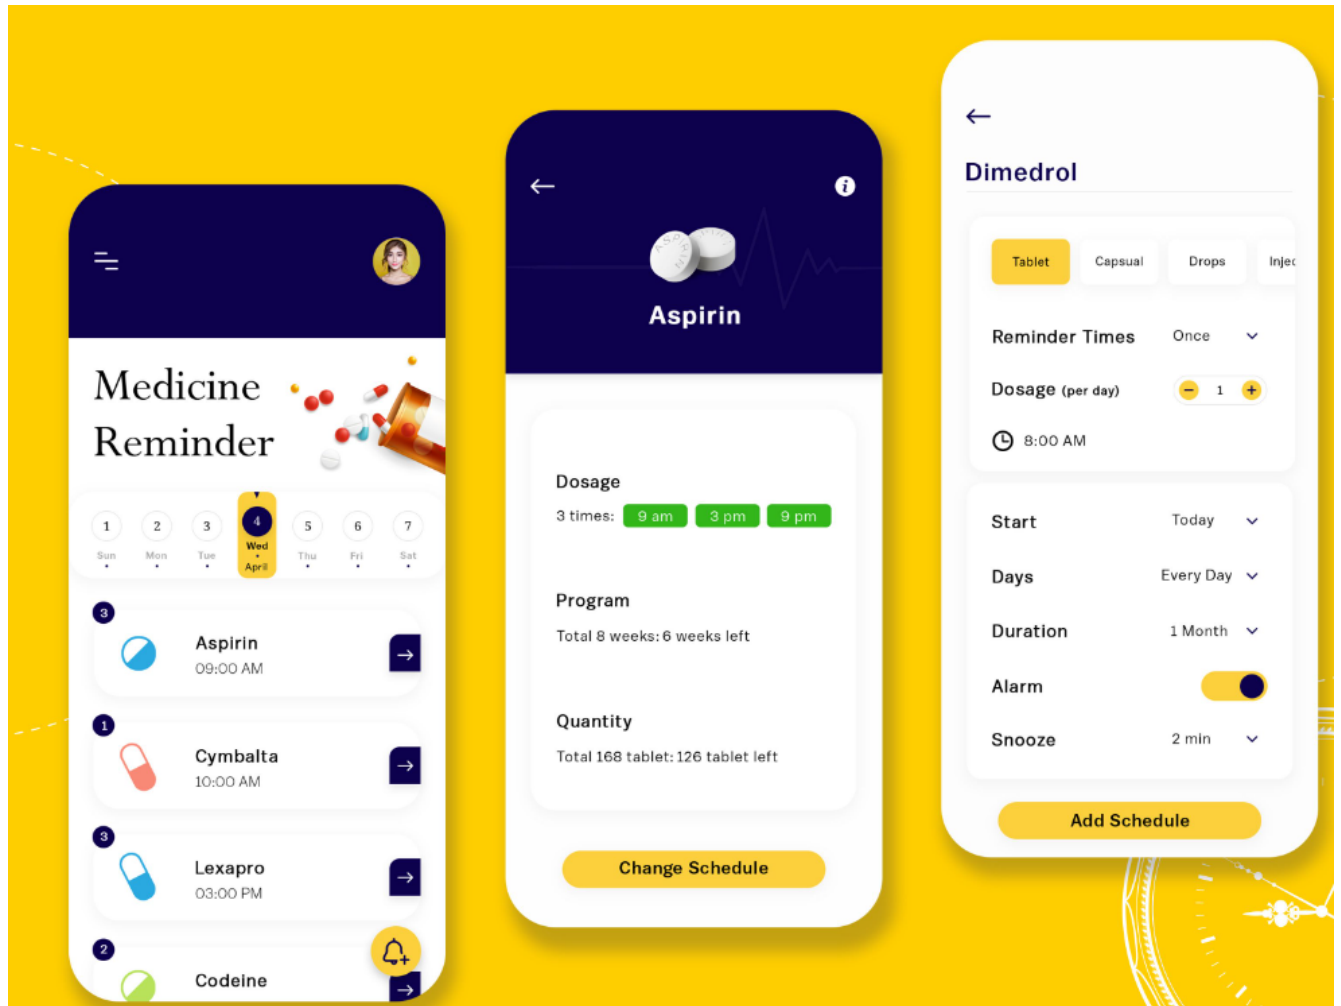 Medicine
Reminder
1 2 3 4 5 6 7
Sun Mon Tue Wed Thu Fri Sat
April
3
Aspirin
09:00 AM
1
Cymbalta
10:00 AM
3
Lexapro
03:00 PM
2
Codeine
i
ASPIRIN
Aspirin
Dosage
3 times: 9 am 3 pm 9 pm
Program
Total 8 weeks: 6 weeks left
Quantity
Total 168 tablet: 126 tablet left
Change Schedule
Dimedrol
Tablet Capsual Drops Injec
Reminder Times Once
Dosage (per day) 1
8:00 AM
Start Today
Days Every Day
Duration 1 Month
Alarm
Snooze 2 min
Add Schedule